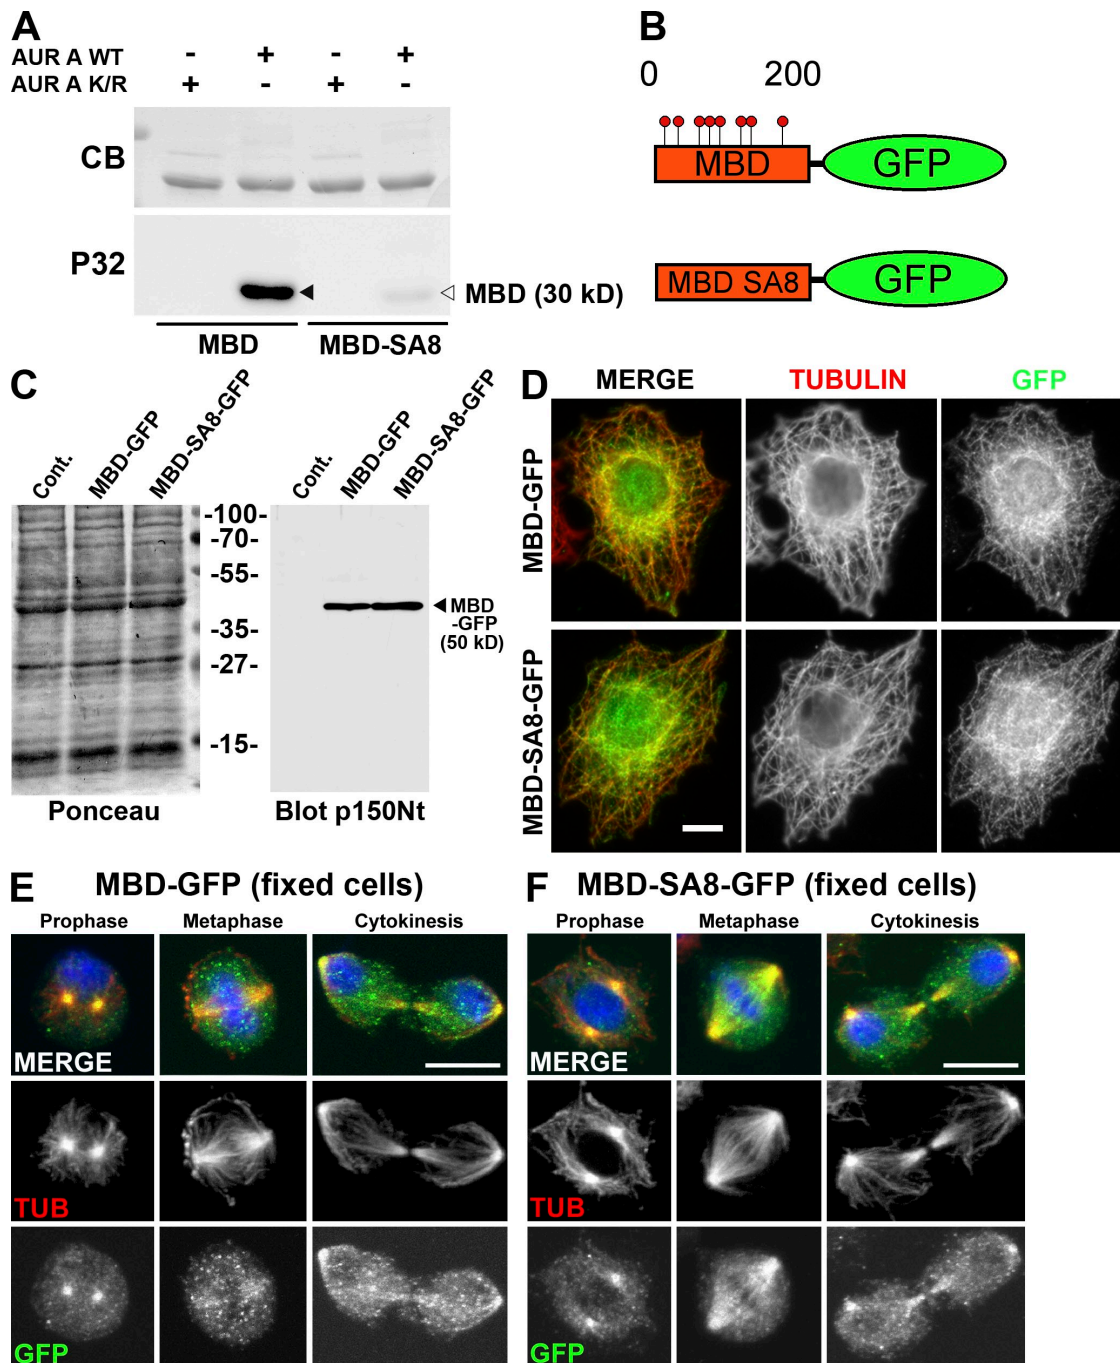 A
AUR A WT - + - +
AUR A K/R + - + -
CB
P32
MBD (30 kD)
MBD MBD-SA8
B
0 200
MBD GFP
MBD SA8 GFP
C
Cont. MBD-GFP MBD-SA8-GFP
Cont. MBD-GFP MBD-SA8-GFP
-100-
-70-
-55-
-35-
-27-
-15-
MBD
-GFP
(50 kD)
Ponceau Blot p150Nt
D
MERGE TUBULIN GFP
MBD-GFP
MBD-SA8-GFP
E MBD-GFP (fixed cells)
Prophase Metaphase Cytokinesis
MERGE
TUB
GFP
F MBD-SA8-GFP (fixed cells)
Prophase Metaphase Cytokinesis
MERGE
TUB
GFP